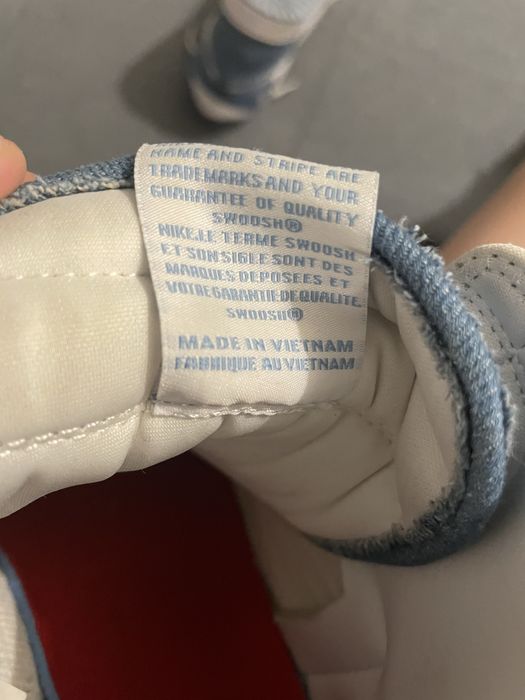 NAME AND STRIPE ARE
TRADEMARKS AND YOUR
GUARANTEE OF QUALITY
SWOOSH®
NIKE.LE TERME SWOOSH
ET SON SIGLE SONT DES
MARQUES DEPOSEES ET
VOTRE GARANTIE DE QUALITE.
SWOOSH®
MADE IN VIETNAM
FABRIQUE AU VIETNAM